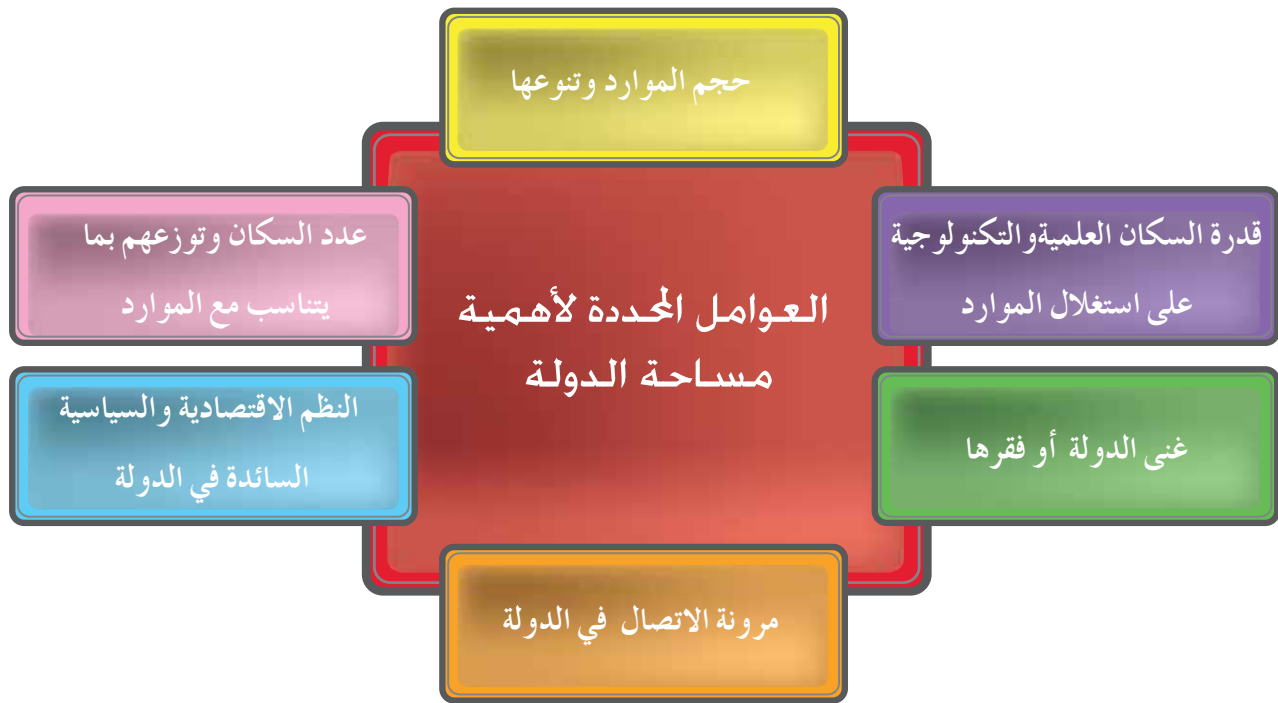 حجم الموارد وتنوعها
قدرة السكان العلميةوالتكنولوجية
على استغلال الموارد
عدد السكان وتوزعهم بما
يتناسب مع الموارد
العوامل المحددة لأهمية
مساحة الدولة
غنى الدولة أو فقرها
النظم الاقتصادية والسياسية
السائدة في الدولة
مرونة الاتصال في الدولة